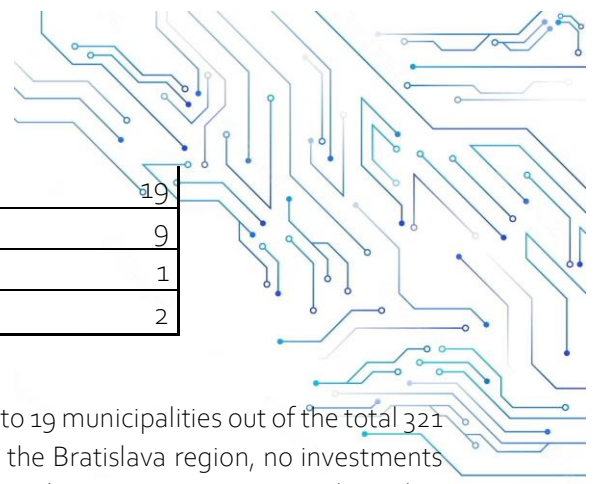 19
9
1
2
to 19 municipalities out of the total 321
the Bratislava region, no investments